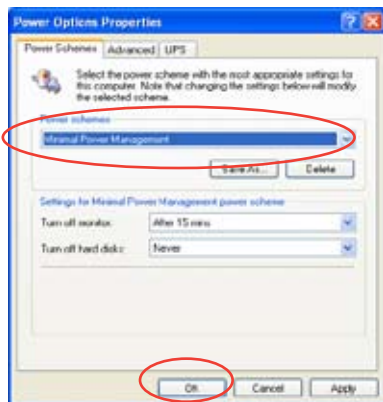 Power Options Properties
Power Schemes Advanced UPS
Select the power scheme with the most appropriate settings for
this computer. Note that changing the settings below will modify
the selected scheme.
Power schemes
Minimal Power Management
Save As... Delete
Settings for Minimal Power Management power scheme
Turn off monitor: After 15 mins
Turn off hard disks: Never
OK Cancel Apply